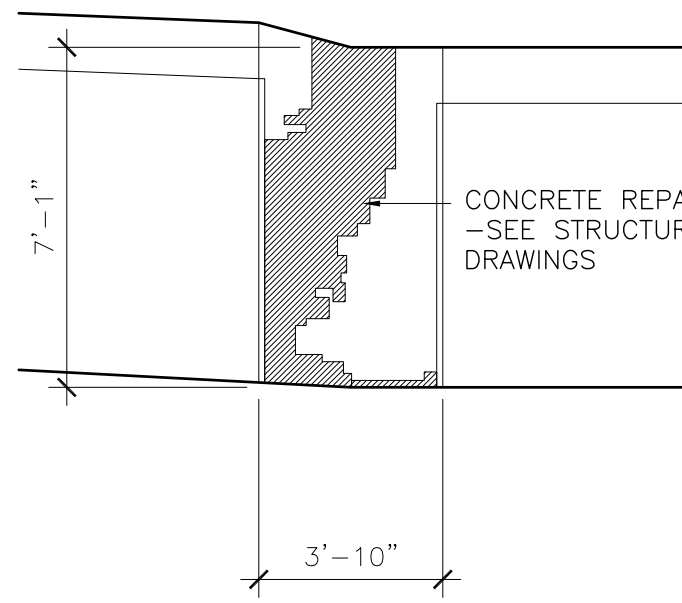 7'-1"
CONCRETE REPA
-SEE STRUCTUR
DRAWINGS
3'-10"